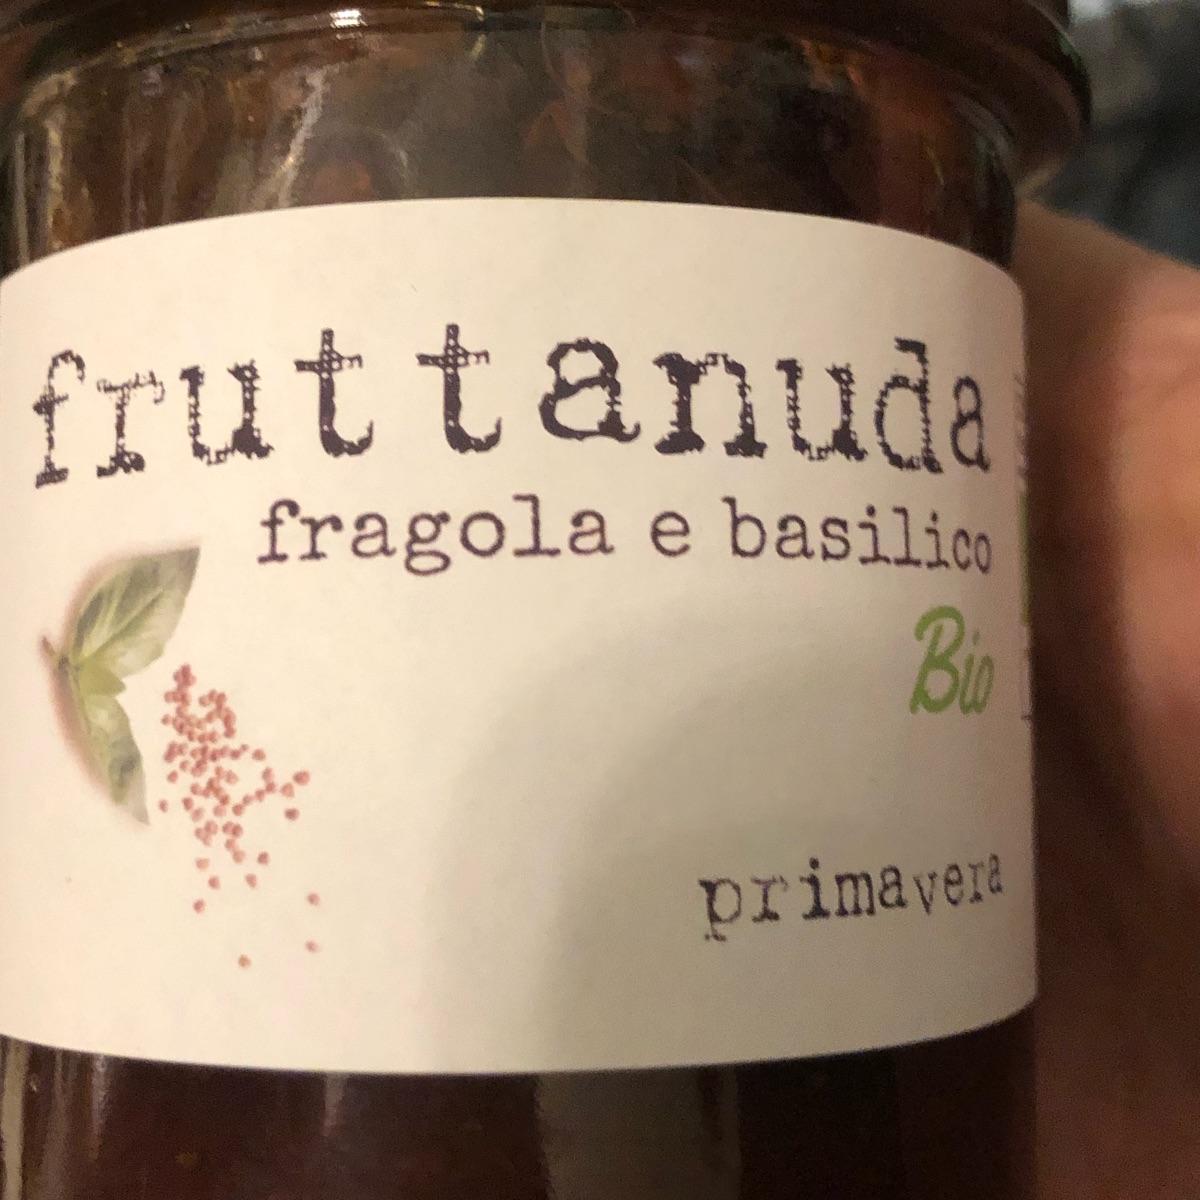 fruttanuda
fragola e basilico
Bio
primavera